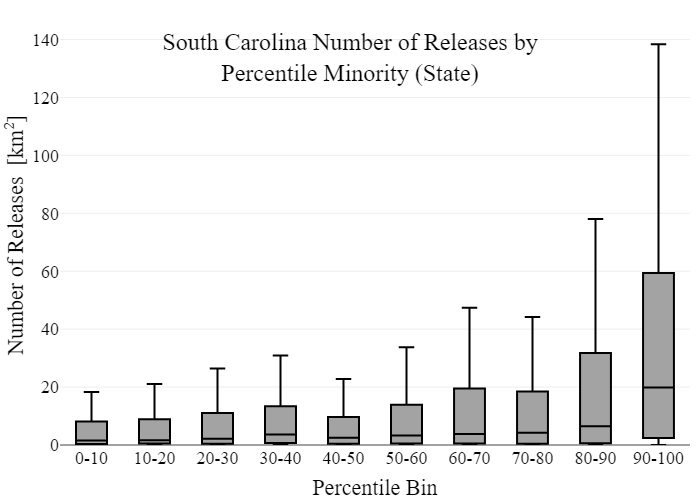 South Carolina Number of Releases by
Percentile Minority (State)
Number of Releases [km²]
140
120
100
80
60
40
20
0
0-10 10-20 20-30 30-40 40-50 50-60 60-70 70-80 80-90 90-100
Percentile Bin